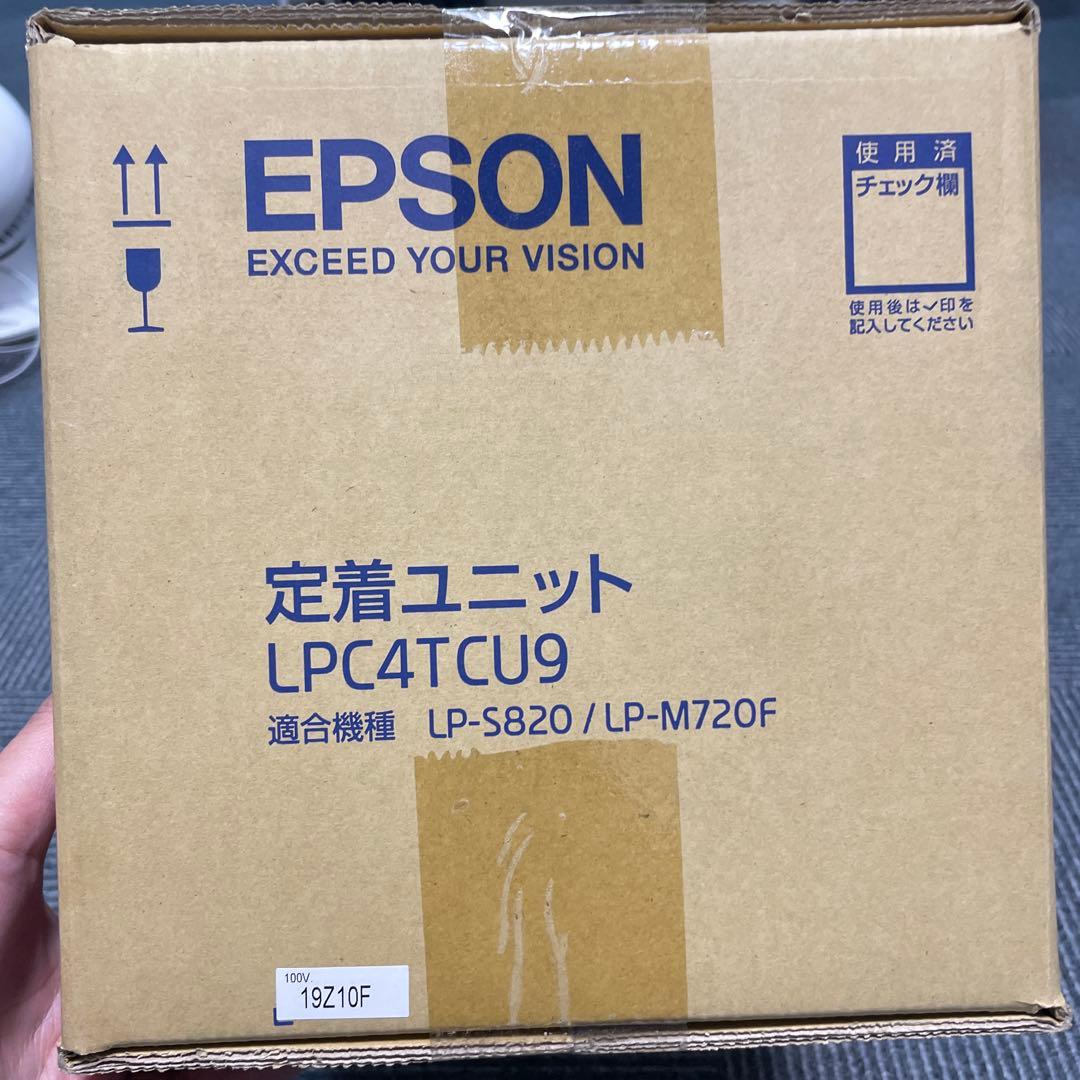 EPSON
EXCEED YOUR VISION
使用済
チェック欄
使用後は✓印を
記入してください
定着ユニット
LPC4TCU9
適合機種 LP-S820 / LP-M720F
100V.
19Z10F